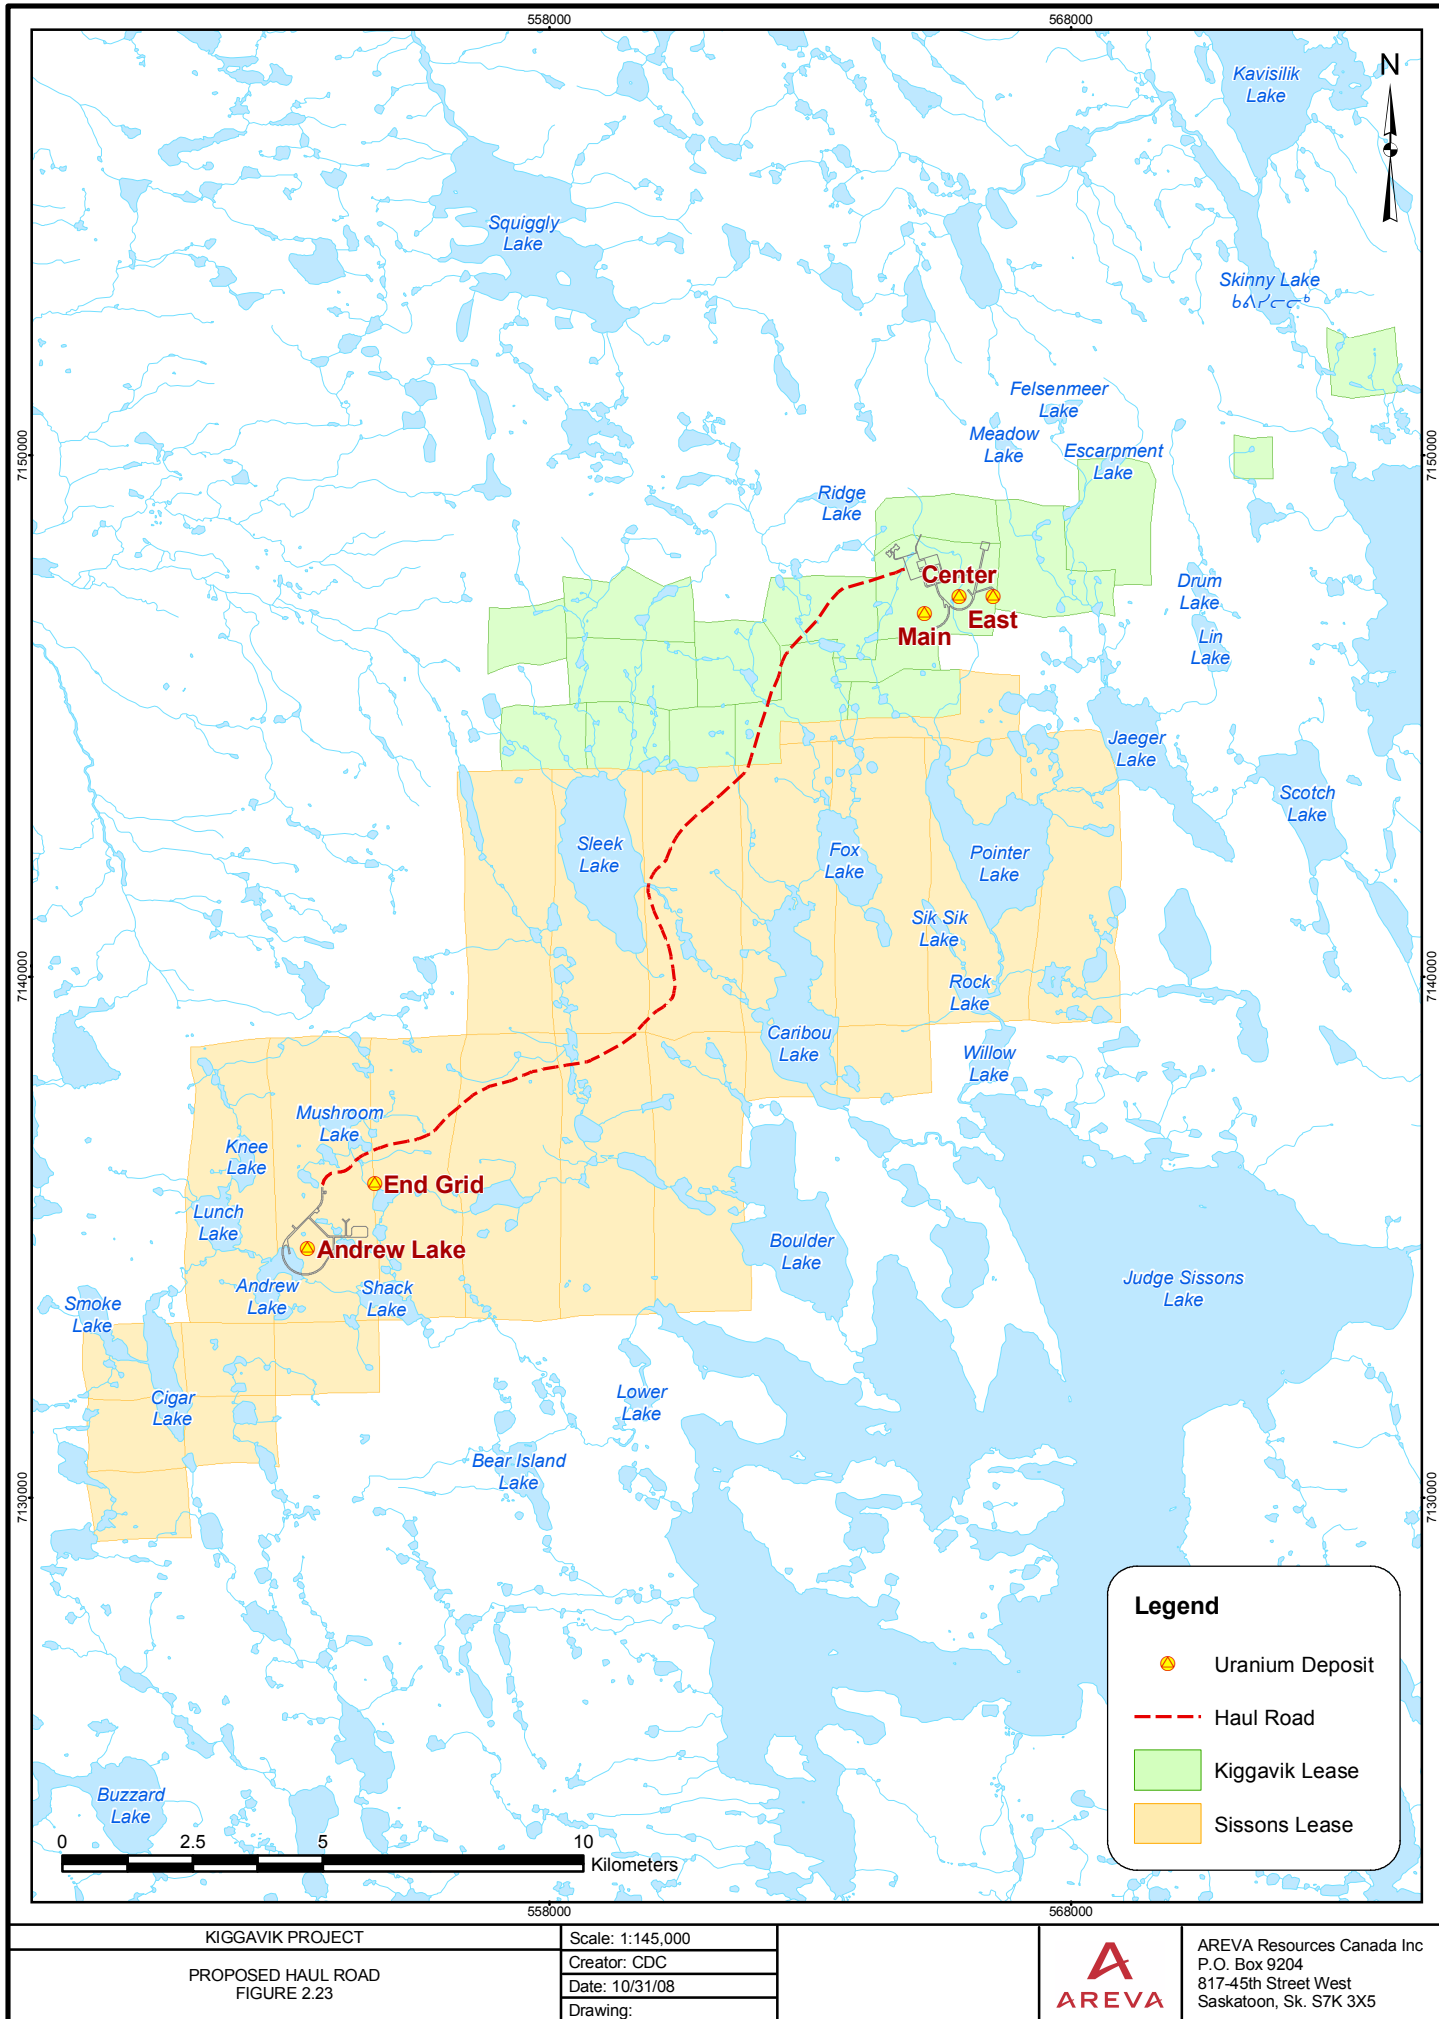 558000
568000
Kavisilik
Lake
N
Squiggly
Lake
Skinny Lake
ᑲᕕᓯᓕᓕᒃ
Felsenmeer
Lake
Meadow
Lake
Escarpment
Lake
7150000
7150000
Ridge
Lake
Center
East
Main
Drum
Lake
Lin
Lake
Jaeger
Lake
Scotch
Lake
Sleek
Lake
Fox
Lake
Pointer
Lake
Sik Sik
Lake
7140000
7140000
Rock
Lake
Caribou
Lake
Willow
Lake
Mushroom
Lake
Knee
Lake
End Grid
Lunch
Lake
Andrew Lake
Boulder
Lake
Judge Sissons
Lake
Andrew
Lake
Shack
Lake
Smoke
Lake
Cigar
Lake
Lower
Lake
Bear Island
Lake
7130000
7130000
Legend
Uranium Deposit
Haul Road
Kiggavik Lease
Sissons Lease
Buzzard
Lake
0 2.5 5 10
Kilometers
558000
568000
KIGGAVIK PROJECT
PROPOSED HAUL ROAD
FIGURE 2.23
Scale: 1:145,000
Creator: CDC
Date: 10/31/08
Drawing:
AREVA
AREVA Resources Canada Inc
P.O. Box 9204
817-45th Street West
Saskatoon, Sk. S7K 3X5